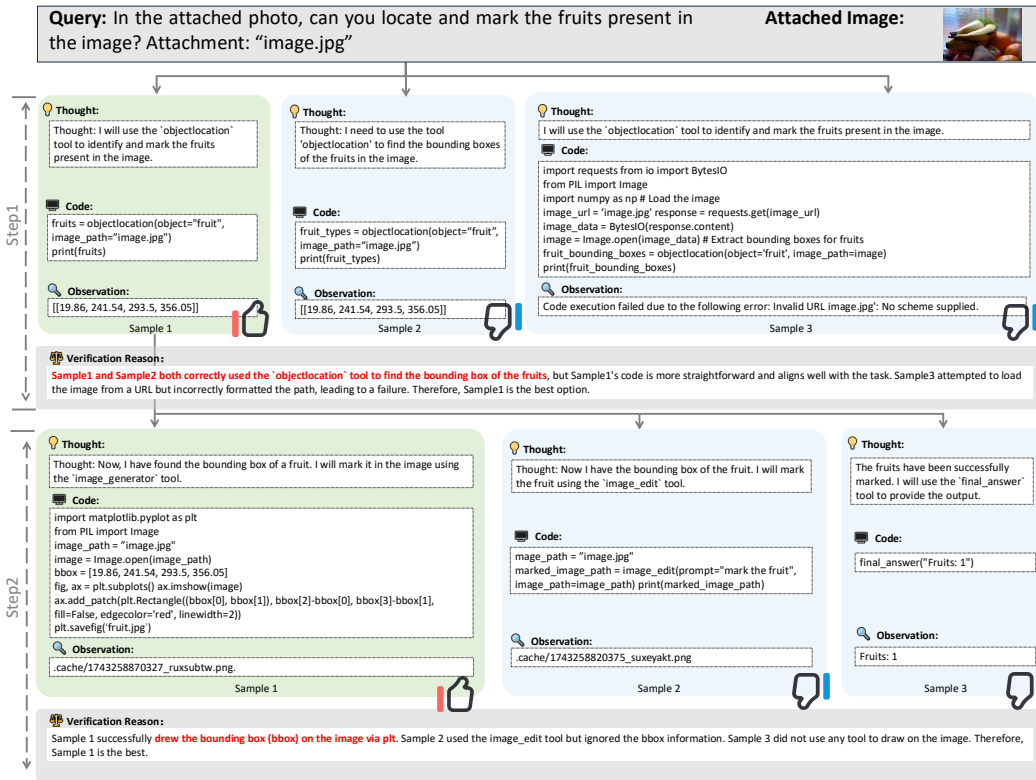 Query: In the attached photo, can you locate and mark the fruits present in
the image? Attachment: “image.jpg”
Attached Image:
Step1
Thought:
Thought: I will use the `objectlocation`
tool to identify and mark the fruits
present in the image.
Code:
fruits = objectlocation(object="fruit",
image_path="image.jpg")
print(fruits)
Observation:
[[19.86, 241.54, 293.5, 356.05]]
Sample 1
Thought:
Thought: I need to use the tool
'objectlocation' to find the bounding boxes
of the fruits in the image.
Code:
fruit_types = objectlocation(object=“fruit”,
image_path=“image.jpg”)
print(fruit_types)
Observation:
[[19.86, 241.54, 293.5, 356.05]]
Sample 2
Thought:
I will use the `objectlocation` tool to identify and mark the fruits present in the image.
Code:
import requests from io import BytesIO
from PIL import Image
import numpy as np # Load the image
image_url = 'image.jpg' response = requests.get(image_url)
image_data = BytesIO(response.content)
image = Image.open(image_data) # Extract bounding boxes for fruits
fruit_bounding_boxes = objectlocation(object='fruit', image_path=image)
print(fruit_bounding_boxes)
Observation:
Code execution failed due to the following error: Invalid URL image.jpg': No scheme supplied.
Sample 3
Verification Reason:
Sample1 and Sample2 both correctly used the `objectlocation` tool to find the bounding box of the fruits, but Sample1's code is more straightforward and aligns well with the task. Sample3 attempted to load
the image from a URL but incorrectly formatted the path, leading to a failure. Therefore, Sample1 is the best option.
Step2
Thought:
Thought: Now, I have found the bounding box of a fruit. I will mark it in the image using
the `image_generator` tool.
Code:
import matplotlib.pyplot as plt
from PIL import Image
image_path = ”image.jpg"
image = Image.open(image_path)
bbox = [19.86, 241.54, 293.5, 356.05]
fig, ax = plt.subplots() ax.imshow(image)
ax.add_patch(plt.Rectangle((bbox[0], bbox[1]), bbox[2]-bbox[0], bbox[3]-bbox[1],
fill=False, edgecolor='red', linewidth=2))
plt.savefig('fruit.jpg')
Observation:
.cache/1743258870327_ruxsubtw.png.
Sample 1
Thought:
Thought: Now I have the bounding box of the fruit. I will mark
the fruit using the `image_edit` tool.
Code:
mage_path = ”image.jpg"
marked_image_path = image_edit(prompt="mark the fruit",
image_path=image_path) print(marked_image_path)
Observation:
.cache/1743258820375_suxeyakt.png
Sample 2
Thought:
The fruits have been successfully
marked. I will use the `final_answer`
tool to provide the output.
Code:
final_answer("Fruits: 1")
Observation:
Fruits: 1
Sample 3
Verification Reason:
Sample 1 successfully drew the bounding box (bbox) on the image via plt. Sample 2 used the image_edit tool but ignored the bbox information. Sample 3 did not use any tool to draw on the image. Therefore,
Sample 1 is the best.